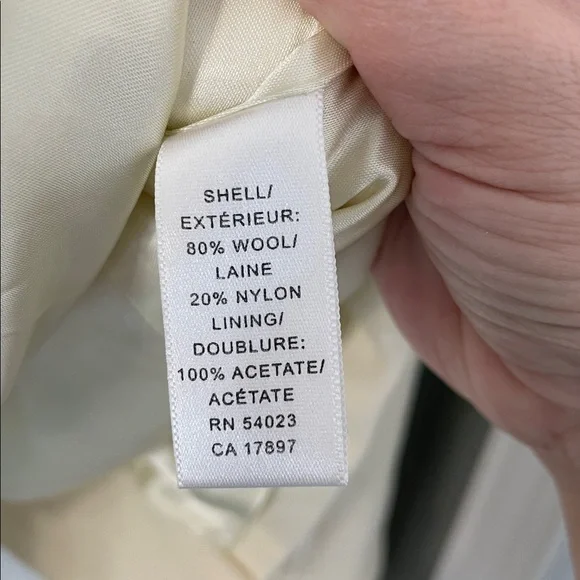 SHELL/
EXTÉRIEUR:
80% WOOL/
LAINE
20% NYLON
LINING/
DOUBLURE:
100% ACETATE/
ACÉTATE
RN 54023
CA 17897